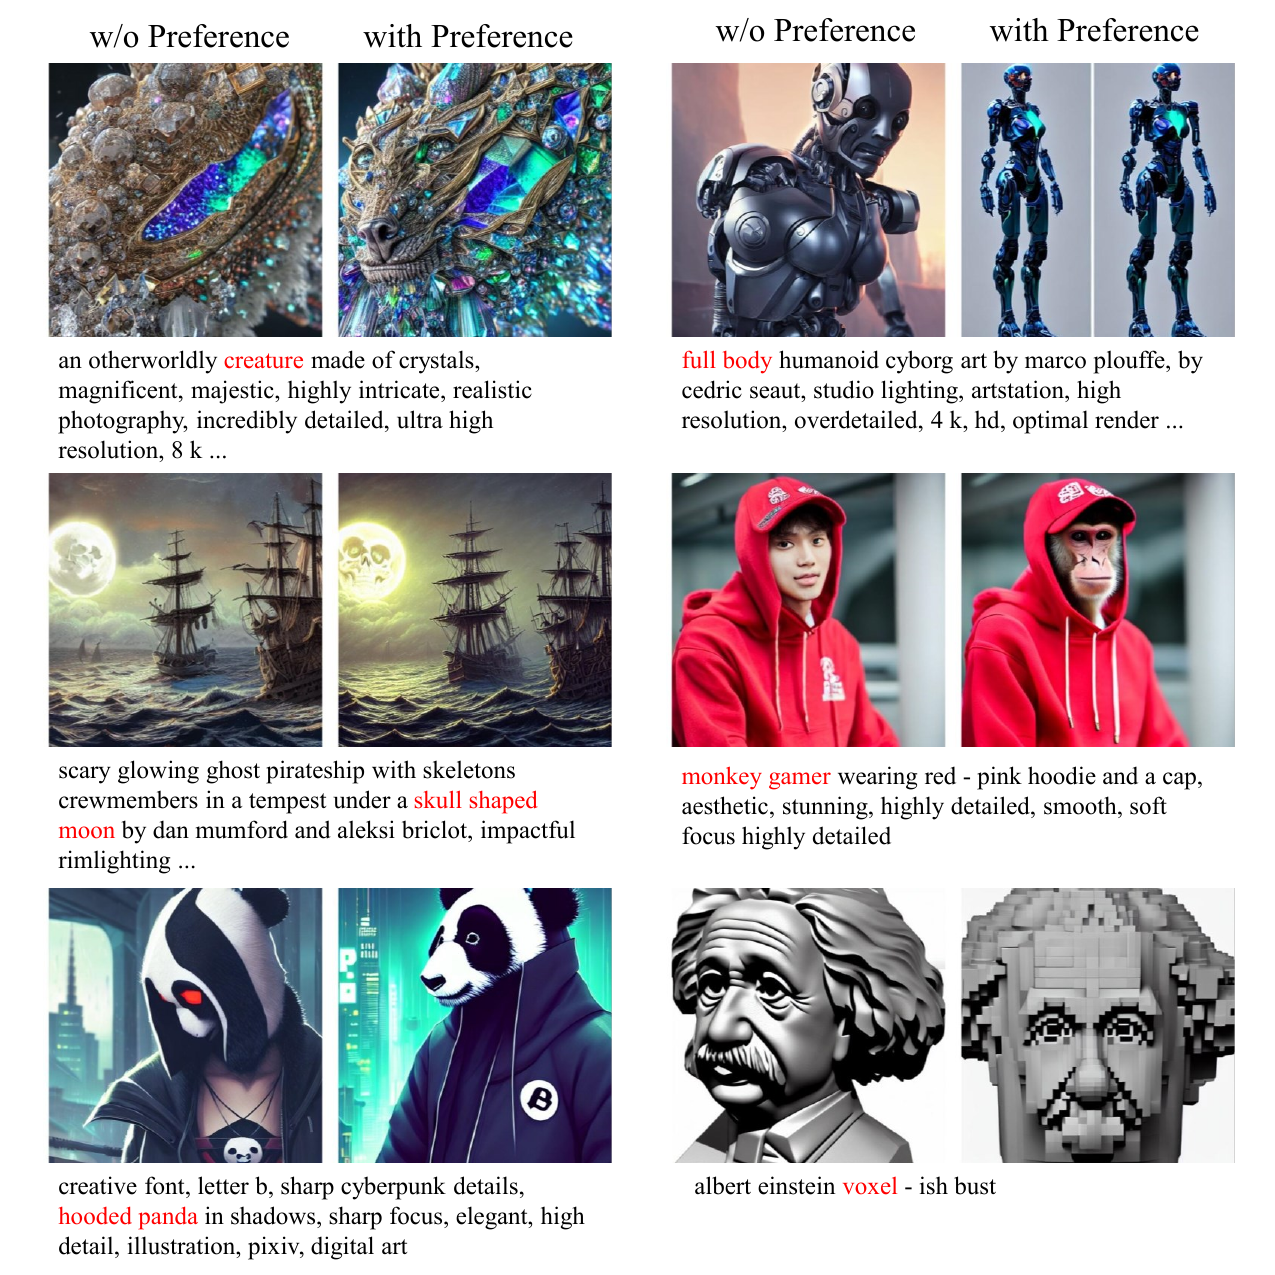 w/o Preference
with Preference
w/o Preference
with Preference
an otherworldly creature made of crystals,
magnificent, majestic, highly intricate, realistic
photography, incredibly detailed, ultra high
resolution, 8 k ...
full body humanoid cyborg art by marco plouffe, by
cedric seaut, studio lighting, artstation, high
resolution, overdetailed, 4 k, hd, optimal render ...
scary glowing ghost pirateship with skeletons
crewmembers in a tempest under a skull shaped
moon by dan mumford and aleksi briclot, impactful
rimlighting ...
monkey gamer wearing red - pink hoodie and a cap,
aesthetic, stunning, highly detailed, smooth, soft
focus highly detailed
B
creative font, letter b, sharp cyberpunk details,
hooded panda in shadows, sharp focus, elegant, high
detail, illustration, pixiv, digital art
albert einstein voxel - ish bust